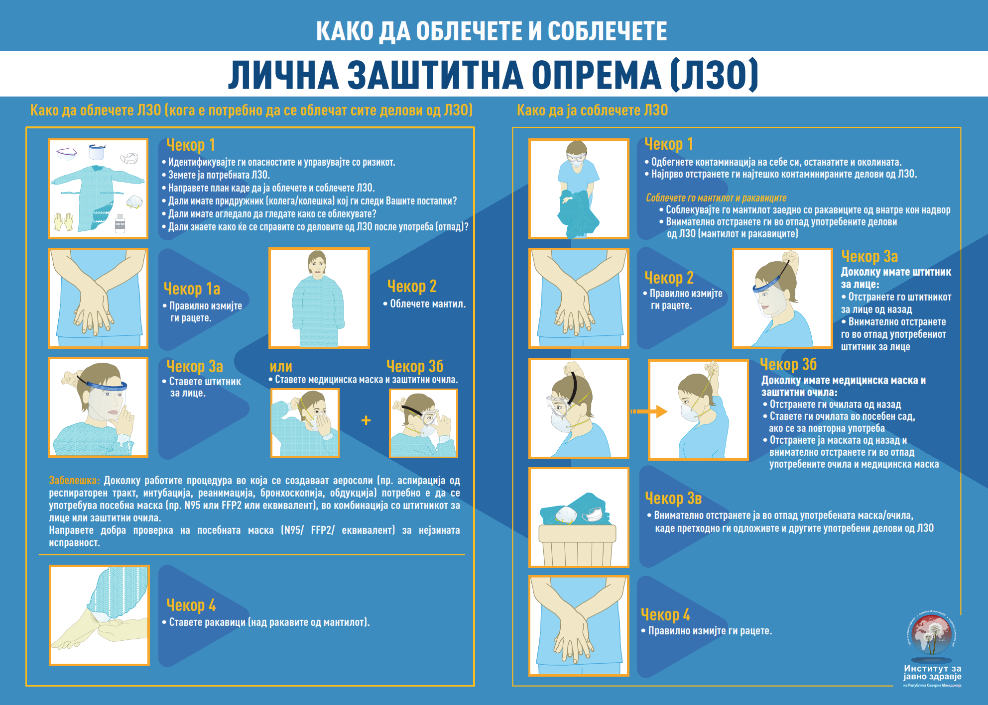 КАКО ДА ОБЛЕЧЕТЕ И СОБЛЕЧЕТЕ
ЛИЧНА ЗАШТИТНА ОПРЕМА (ЛЗО)
Како да облечете ЛЗО (кога е потребно да се облечат сите делови од ЛЗО)
Чекор 1
• Идентификувајте ги опасностите и управувајте со ризикот.
• Земете ја потребната ЛЗО.
• Направете план каде да ја облечете и соблечете ЛЗО.
• Дали имате придружник (колега/колешка) кој ги следи Вашите постапки?
• Дали имате огледало да гледате како се облекувате?
• Дали знаете како ќе се справите со деловите од ЛЗО после употреба (отпад)?
Чекор 1а
• Правилно измијте
ги рацете.
Чекор 2
• Облечете мантил.
Чекор 3а
• Ставете штитник
за лице.
или
Чекор 3б
• Ставете медицинска маска и заштитни очила.
+
Забелешка: Доколку работите процедура во која се создаваат аеросоли (пр. аспирација од
респираторен тракт, интубација, реанимација, бронхоскопија, обдукција) потребно е да се
употребува посебна маска (пр. N95 или FFP2 или еквивалент), во комбинација со штитникот за
лице или заштитни очила.
Направете добра проверка на посебната маска (N95/ FFP2/ еквивалент) за нејзината
исправност.
Чекор 4
• Ставете ракавици (над ракавите од мантилот).
Како да ја соблечете ЛЗО
Чекор 1
• Одбегнете контаминација на себе си, останатите и околината.
• Најпрво отстранете ги најтешко контаминираните делови од ЛЗО.
Соблечете го мантилот и ракавиците
• Соблекувајте го мантилот заедно со ракавиците од внатре кон надвор
• Внимателно отстранете ги во отпад употребените делови
од ЛЗО (мантилот и ракавиците)
Чекор 2
• Правилно измијте
ги рацете.
Чекор 3а
Доколку имате штитник
за лице:
• Отстранете го штитникот
за лице од назад
• Внимателно отстранете
го во отпад употребениот
штитник за лице
Чекор 3б
Доколку имате медицинска маска и
заштитни очила:
• Отстранете ги очилата од назад
• Ставете ги очилата во посебен сад,
ако се за повторна употреба
• Отстранете ја маската од назад и
внимателно отстранете ги во отпад
употребените очила и медицинска маска
Чекор 3в
• Внимателно отстранете ја во отпад употребената маска/очила,
каде претходно ги одложивте и другите употребени делови од ЛЗО
Чекор 4
• Правилно измијте ги рацете.
Институт за
јавно здравје
на Република Северна Македонија